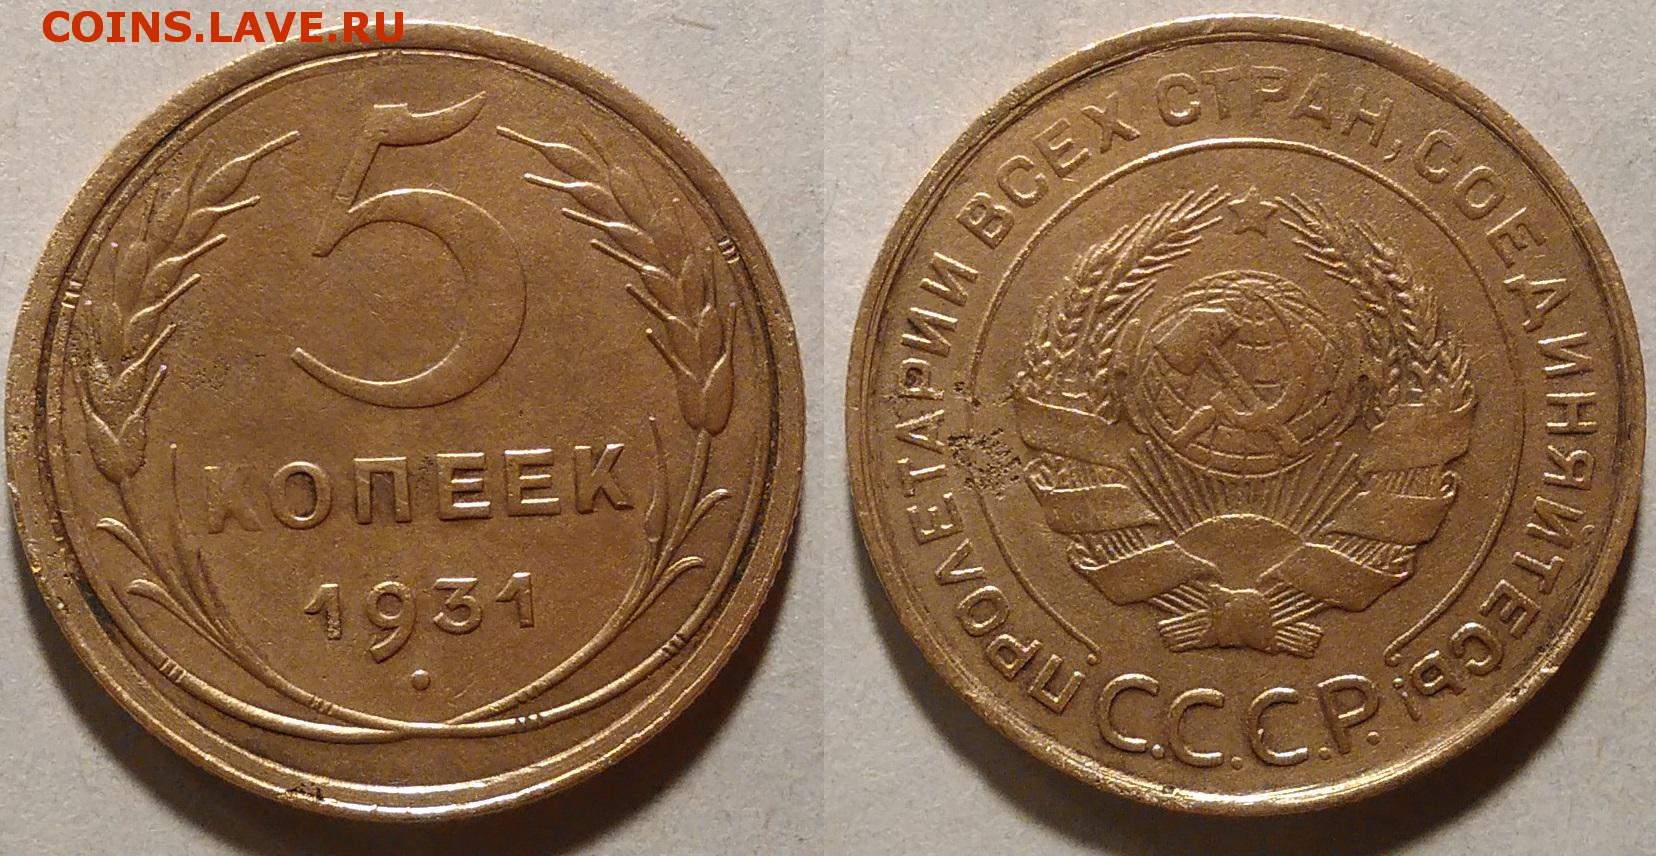 COINS.LAVE.RU
5
КОПЕЕК
1931
ПРОЛЕТАРИИ ВСЕХ СТРАН, СОЕДИНЯЙТЕСЬ!
С.С.С.Р.